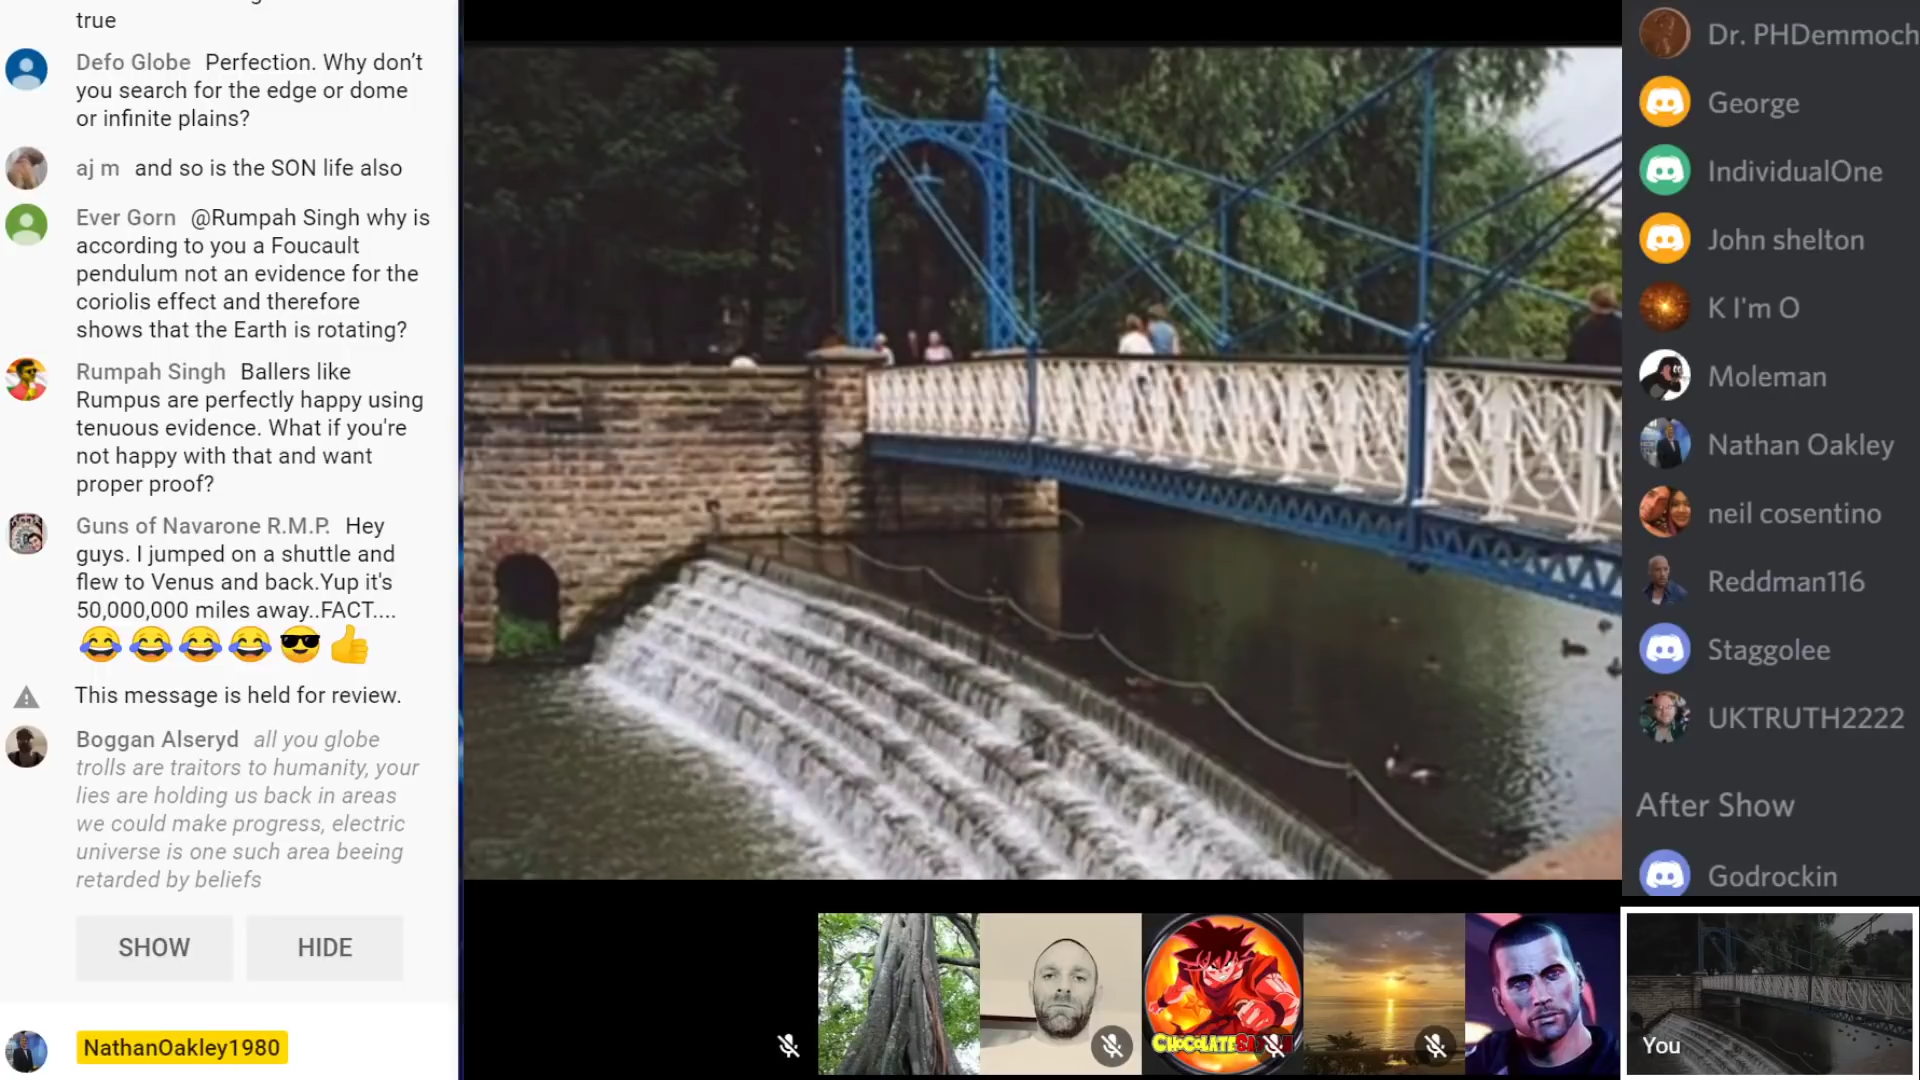 true
Defo Globe Perfection. Why don't
you search for the edge or dome
or infinite plains?
aj m and so is the SON life also
Ever Gorn @Rumpah Singh why is
according to you a Foucault
pendulum not an evidence for the
coriolis effect and therefore
shows that the Earth is rotating?
Rumpah Singh Ballers like
Rumpus are perfectly happy using
tenuous evidence. What if you're
not happy with that and want
proper proof?
Guns of Navarone R.M.P. Hey
guys. I jumped on a shuttle and
flew to Venus and back.Yup it's
50,000,000 miles away..FACT....
😂😂😂😂😎👍
This message is held for review.
Boggan Alseryd all you globe
trolls are traitors to humanity, your
lies are holding us back in areas
we could make progress, electric
universe is one such area beeing
retarded by beliefs
SHOW HIDE
NathanOakley1980
Dr. PHDemmoch
George
IndividualOne
John shelton
K I'm O
Moleman
Nathan Oakley
neil cosentino
Reddman116
Staggolee
UKTRUTH2222
After Show
Godrockin
You